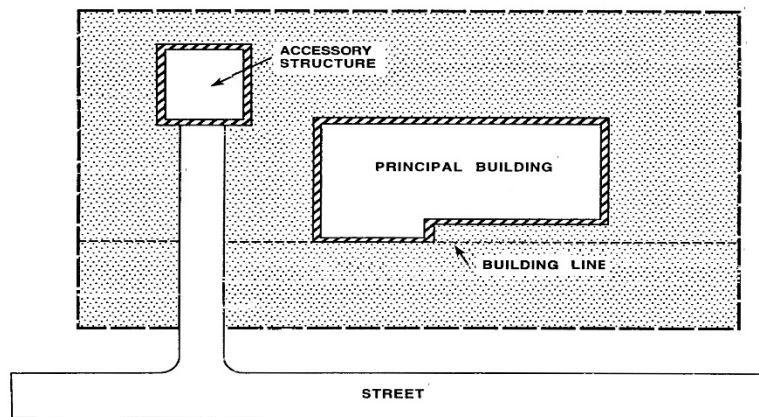 ACCESSORY
STRUCTURE
PRINCIPAL BUILDING
BUILDING LINE
STREET